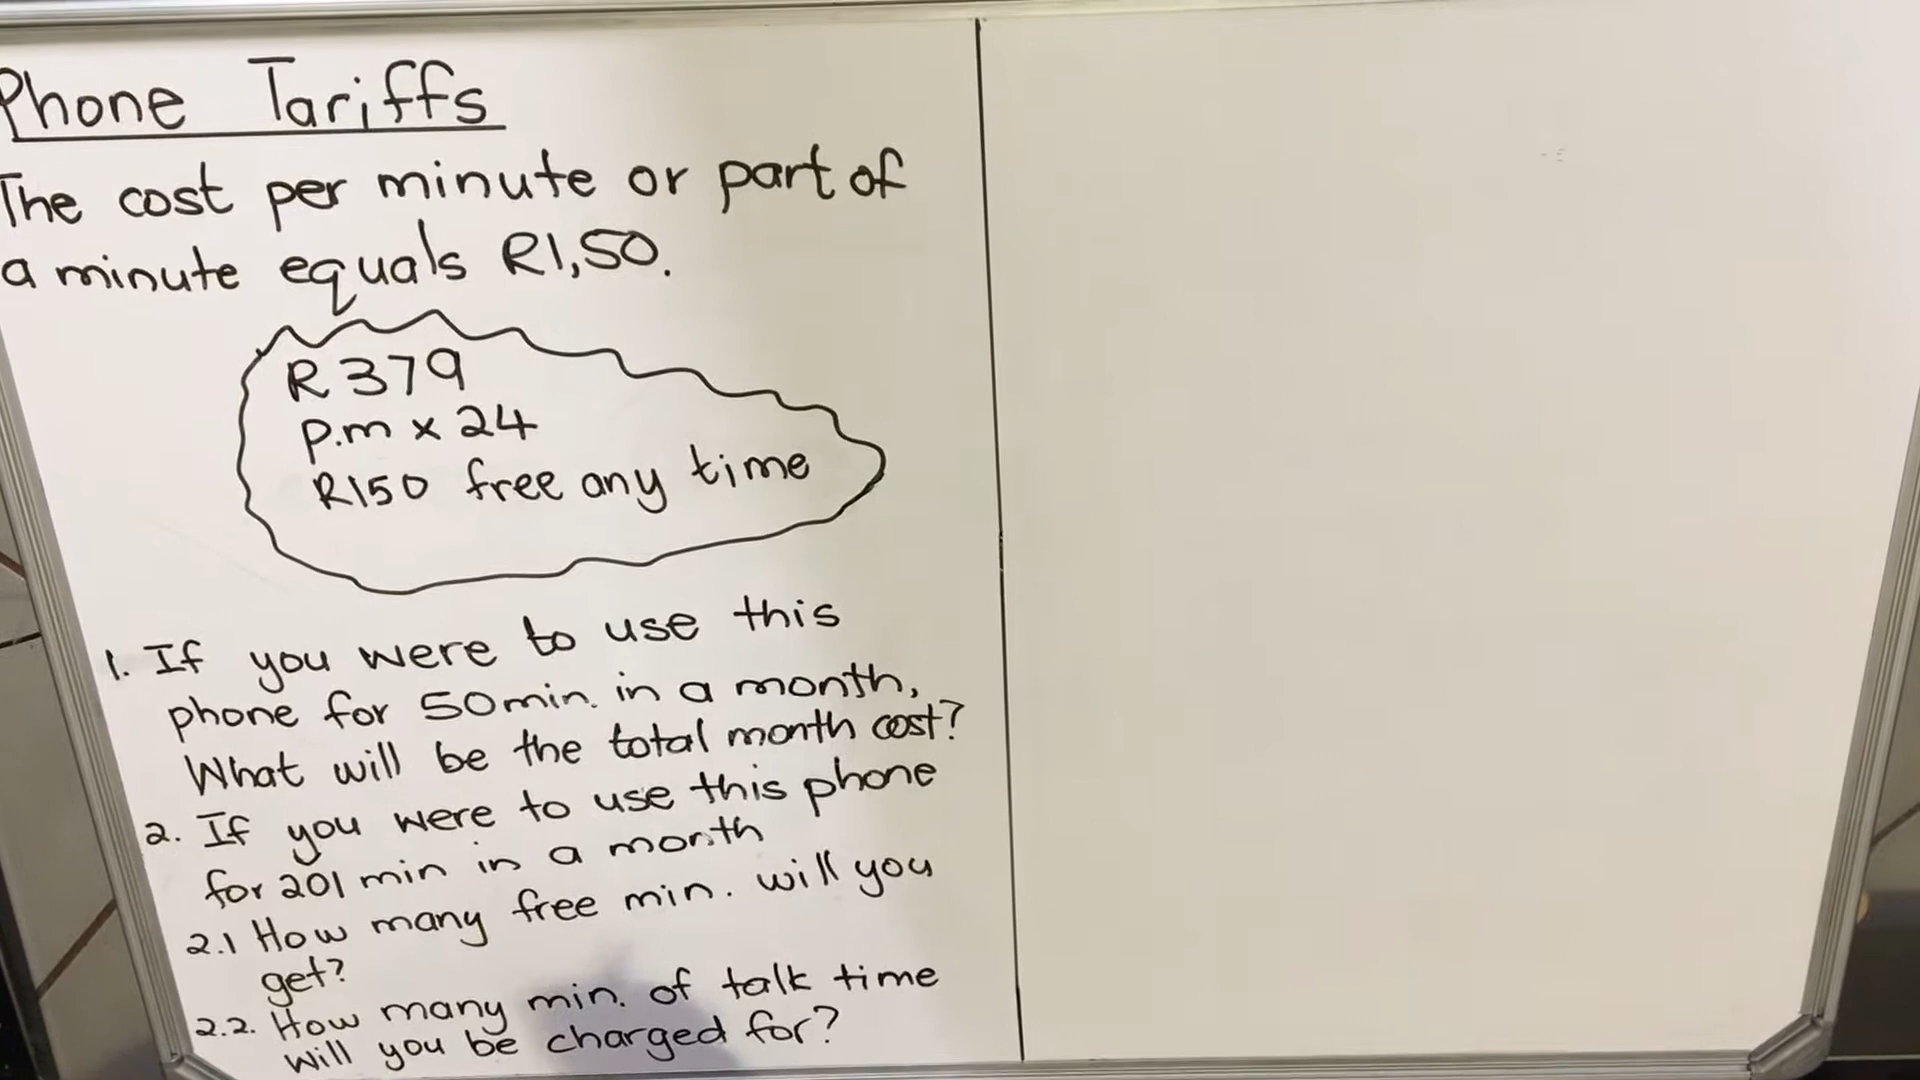 Phone Tariffs
The cost per minute or part of
a minute equals R1,50.
R379
p.m x 24
R150 free any time
1. If you were to use this
phone for 50min. in a month,
What will be the total month cost?
2. If you were to use this phone
for 201 min in a month
2.1 How many free min. will you
get?
2.2. How many min. of talk time
will you be charged for?